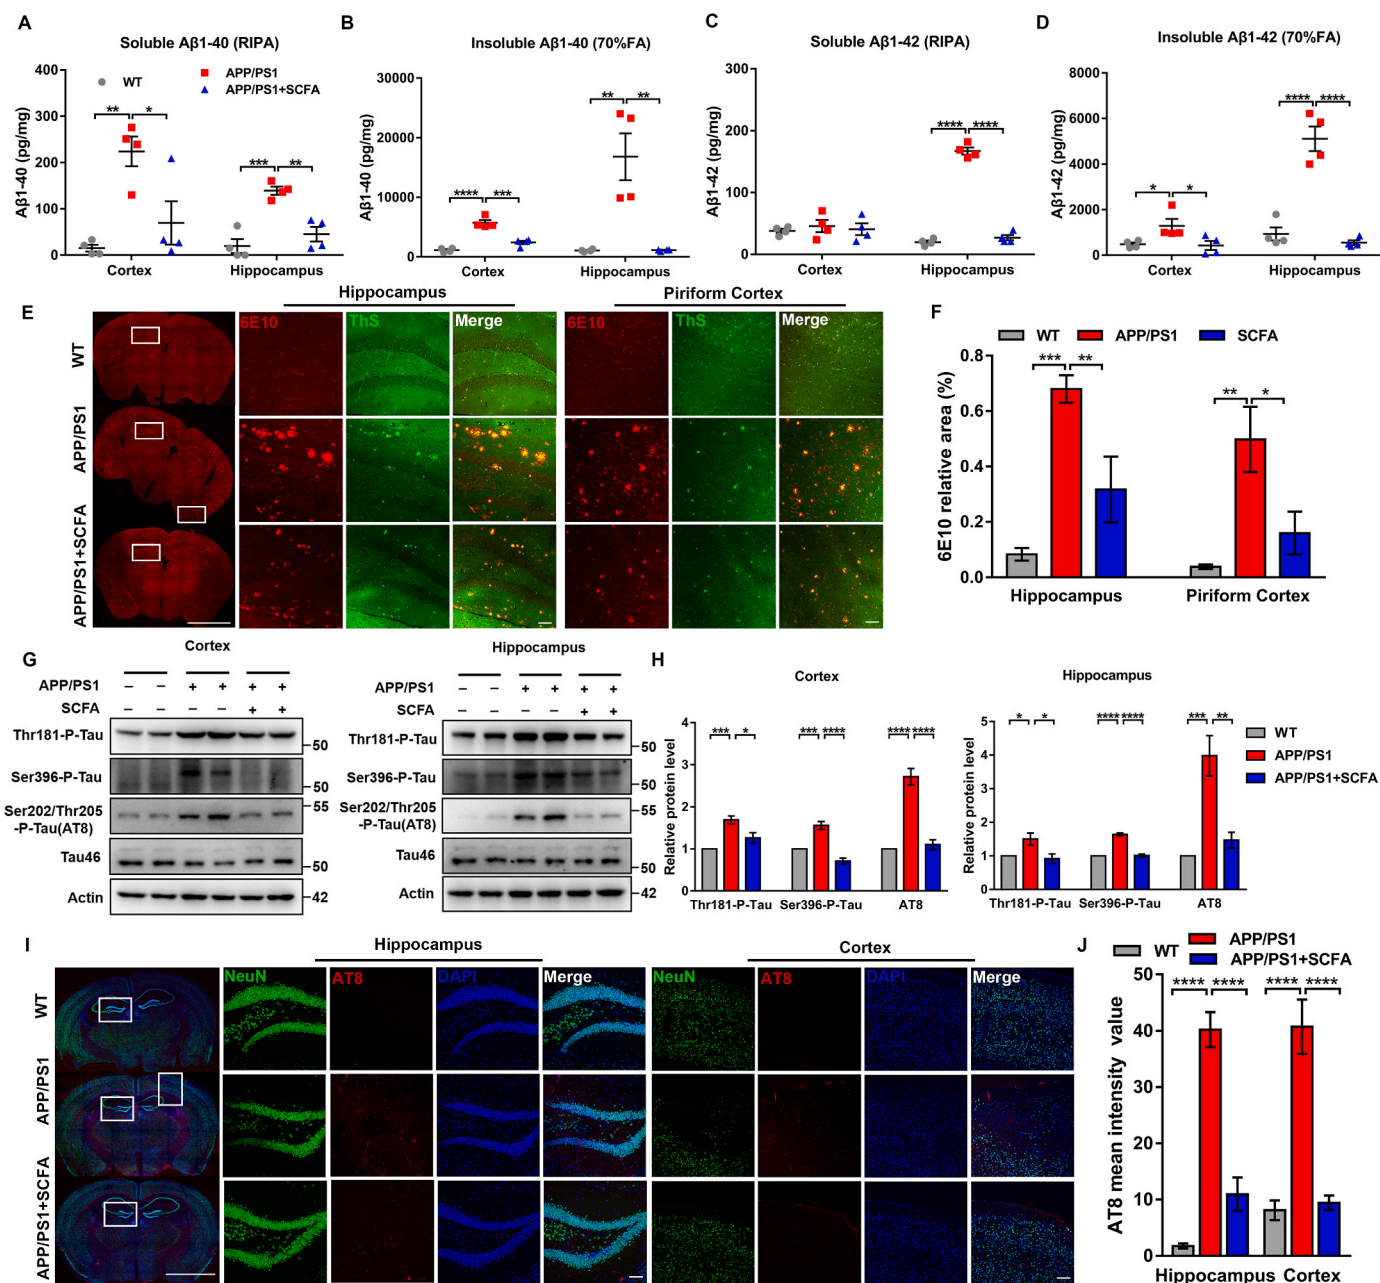 A
Soluble Aβ1-40 (RIPA)
Aβ1-40 (pg/mg)
400
300
200
100
0
WT
APP/PS1
APP/PS1+SCFA
** *
*** **
Cortex Hippocampus
B
Insoluble Aβ1-40 (70%FA)
Aβ1-40 (pg/mg)
30000
20000
10000
0
**** ***
** **
Cortex Hippocampus
C
Soluble Aβ1-42 (RIPA)
Aβ1-42 (pg/mg)
300
200
100
0
**** ****
Cortex Hippocampus
D
Insoluble Aβ1-42 (70%FA)
Aβ1-42 (pg/mg)
8000
6000
4000
2000
0
* *
**** ****
Cortex Hippocampus
E
Hippocampus Piriform Cortex
6E10 ThS Merge 6E10 ThS Merge
WT
APP/PS1
APP/PS1+SCFA
F
WT APP/PS1 SCFA
6E10 relative area (%)
0.8
0.6
0.4
0.2
0.0
*** **
** *
Hippocampus Piriform Cortex
G
Cortex
APP/PS1 – – + + + +
SCFA – – – – + +
Thr181-P-Tau 50
Ser396-P-Tau 50
Ser202/Thr205 55
-P-Tau(AT8)
Tau46 50
Actin 42
Hippocampus
APP/PS1 – – + + + +
SCFA – – – – + +
Thr181-P-Tau 50
Ser396-P-Tau 50
Ser202/Thr205 55
-P-Tau(AT8)
Tau46 50
Actin 42
H
Cortex
Relative protein level
4
3
2
1
0
*** *
*** ****
**** ****
Thr181-P-Tau Ser396-P-Tau AT8
Hippocampus
Relative protein level
5
4
3
2
1
0
* *
**** ****
*** **
Thr181-P-Tau Ser396-P-Tau AT8
WT
APP/PS1
APP/PS1+SCFA
I
Hippocampus Cortex
NeuN AT8 DAPI Merge NeuN AT8 DAPI Merge
WT
APP/PS1
APP/PS1+SCFA
J
WT
APP/PS1
APP/PS1+SCFA
AT8 mean intensity value
50
40
30
20
10
0
**** ****
**** ****
Hippocampus Cortex